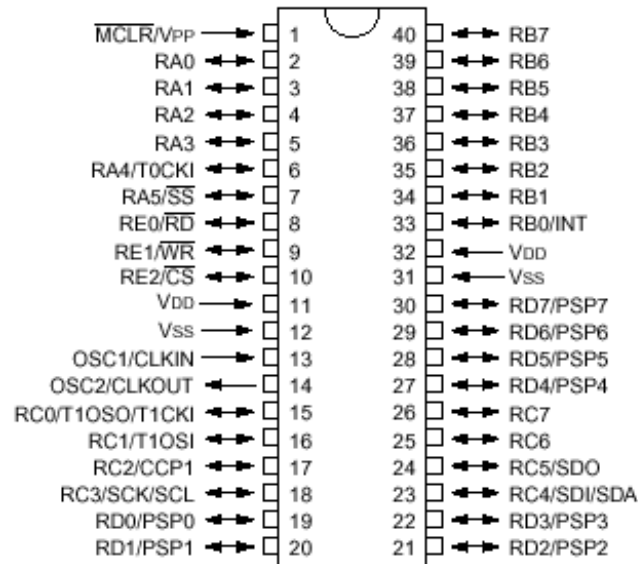 MCLR/VPP 1 40 RB7
RA0 2 39 RB6
RA1 3 38 RB5
RA2 4 37 RB4
RA3 5 36 RB3
RA4/T0CKI 6 35 RB2
RA5/SS 7 34 RB1
RE0/RD 8 33 RB0/INT
RE1/WR 9 32 VDD
RE2/CS 10 31 VSS
VDD 11 30 RD7/PSP7
VSS 12 29 RD6/PSP6
OSC1/CLKIN 13 28 RD5/PSP5
OSC2/CLKOUT 14 27 RD4/PSP4
RC0/T1OSO/T1CKI 15 26 RC7
RC1/T1OSI 16 25 RC6
RC2/CCP1 17 24 RC5/SDO
RC3/SCK/SCL 18 23 RC4/SDI/SDA
RD0/PSP0 19 22 RD3/PSP3
RD1/PSP1 20 21 RD2/PSP2